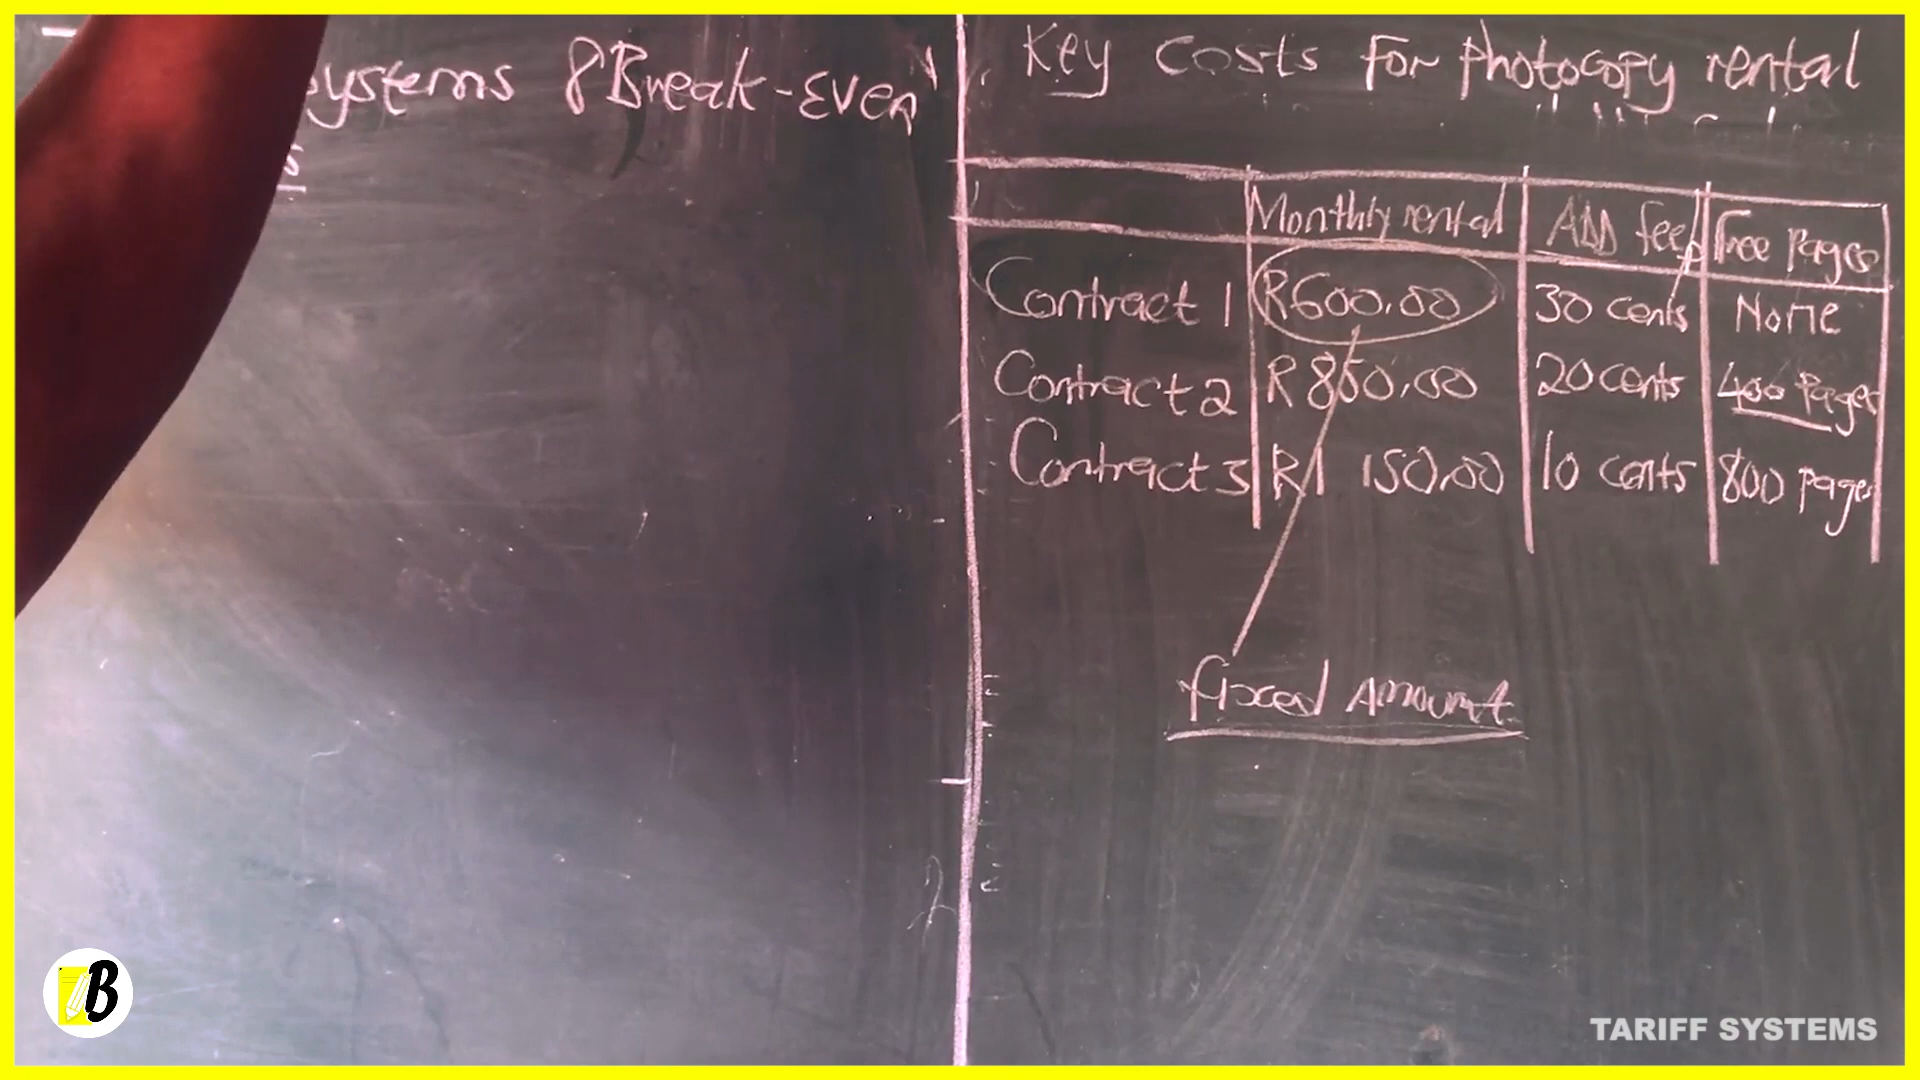 ystems & Break-Even
Key Costs For Photocopy rental
Monthly rental ADD fee Free Pages
Contract 1 R600.00 30 cents None
Contract 2 R850.00 20 cents 400 Pages
Contract 3 R1 150.00 10 cents 800 pages
fixed Amount
B
TARIFF SYSTEMS